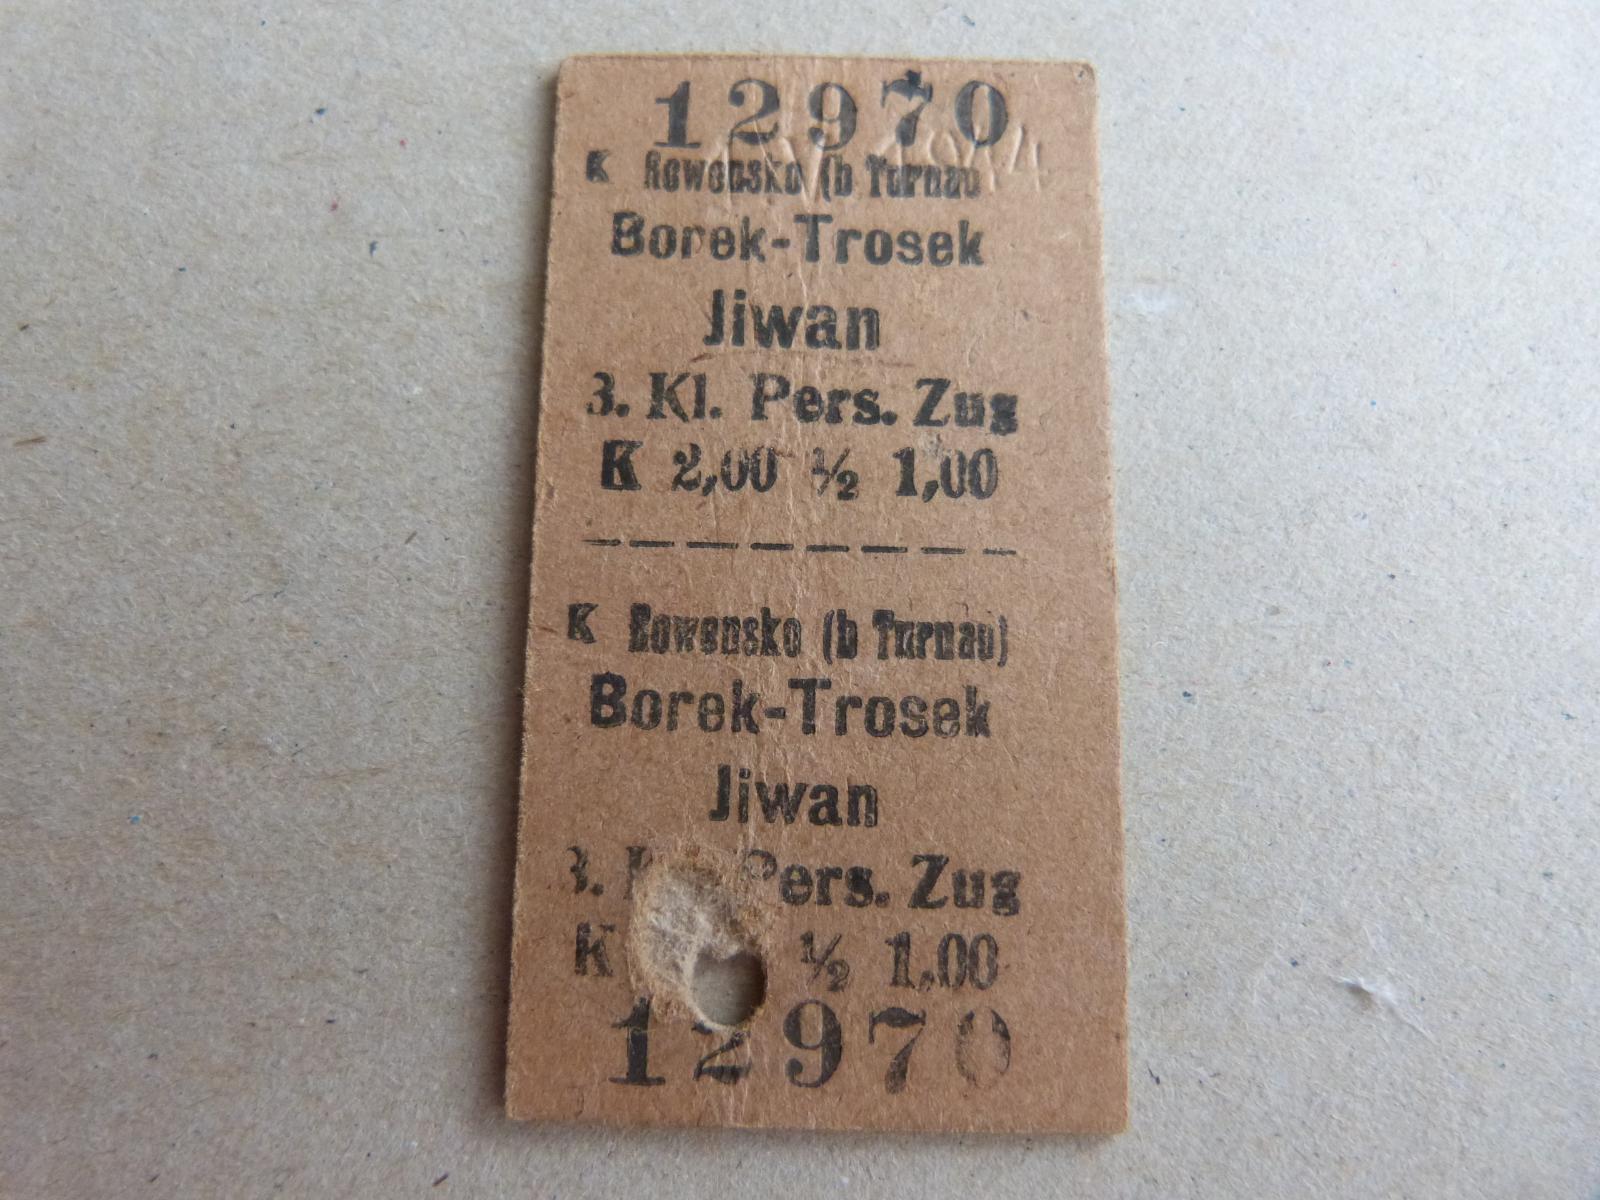 12970
K Rowensko (b Turnau
Borek-Trosek
Jiwan
3. Kl. Pers. Zug
K 2,00 ½ 1,00
K Rowensko (b Turnau)
Borek-Trosek
Jiwan
3. Pers. Zug
K ½ 1,00
12970